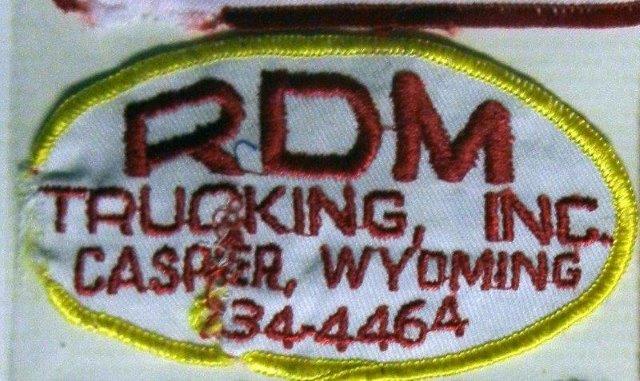 RDM
TRUCKING, INC.
CASPER, WYOMING
234-4464